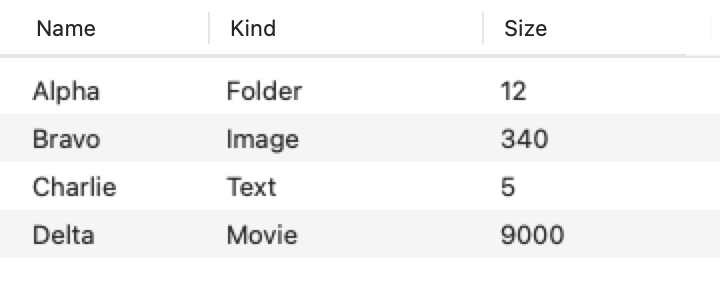 Name Kind Size
Alpha Folder 12
Bravo Image 340
Charlie Text 5
Delta Movie 9000